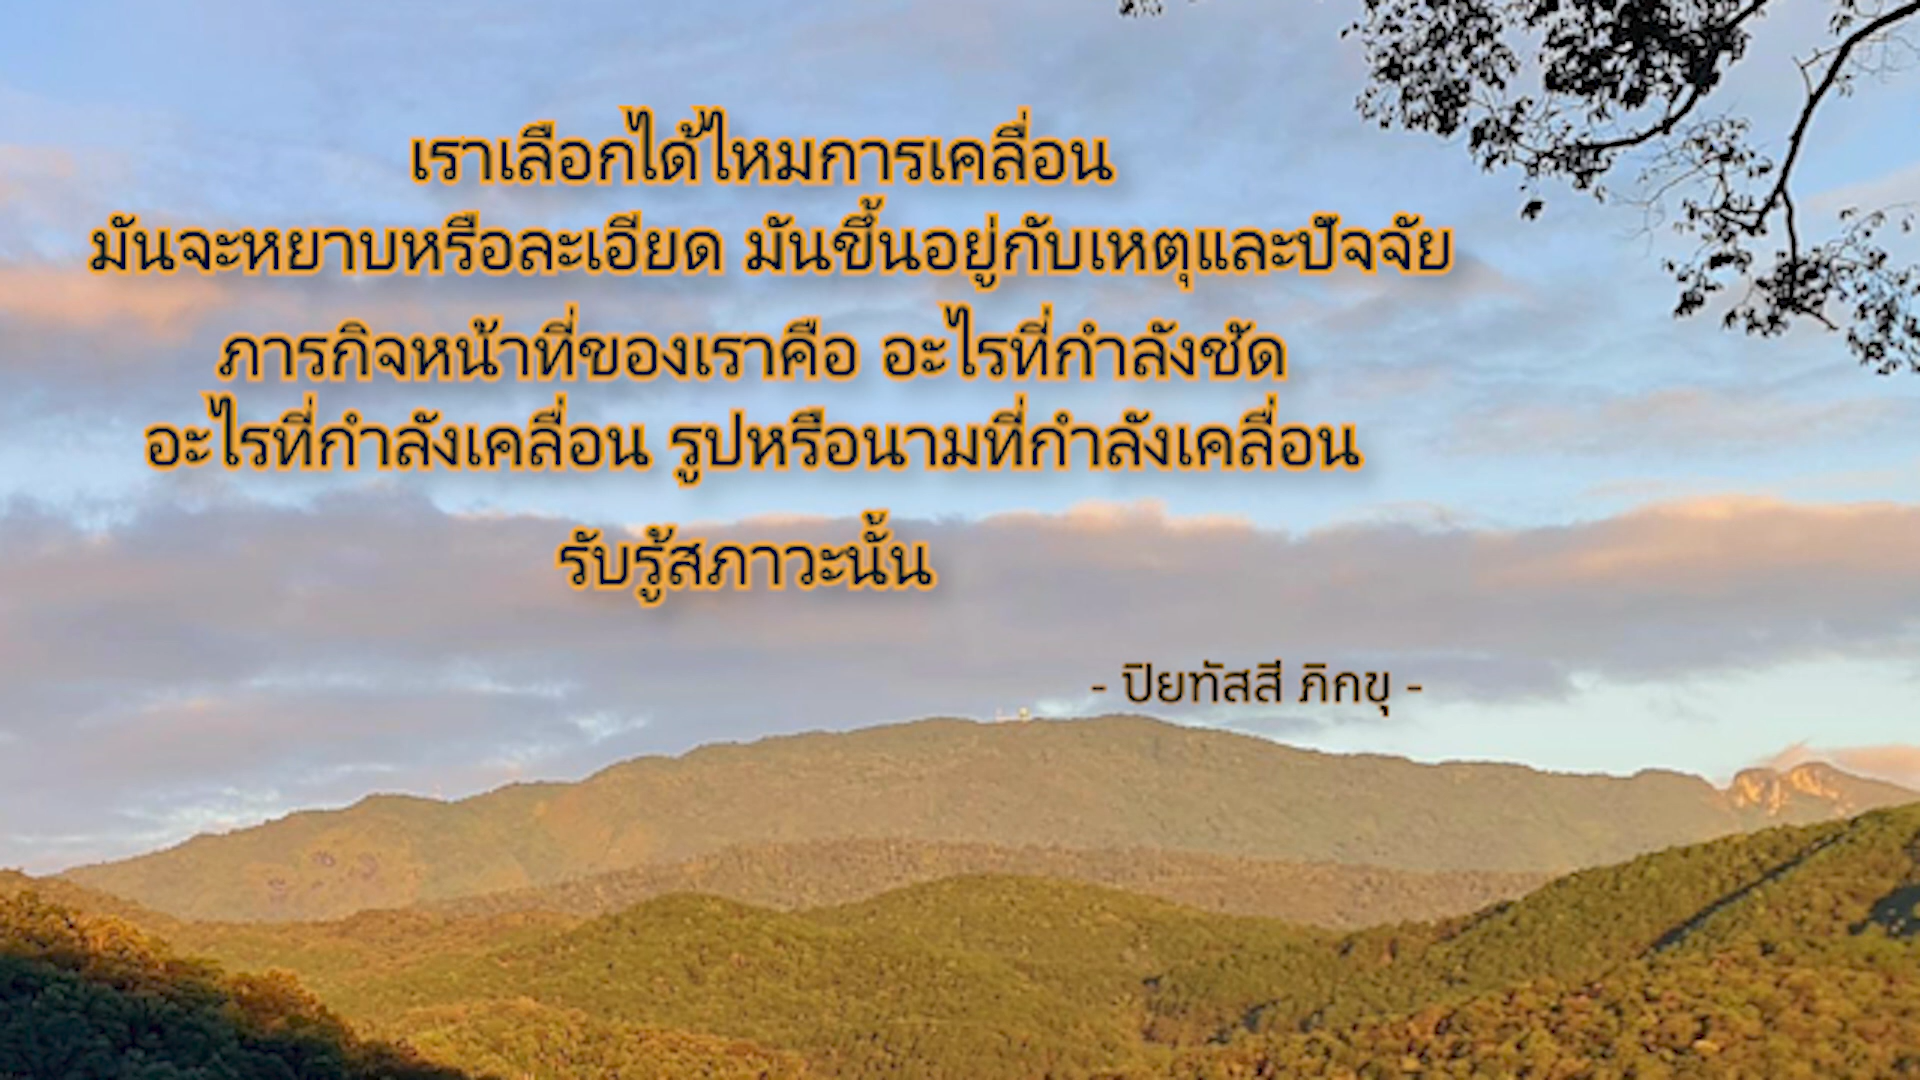 เราเลือกได้ไหมการเคลื่อน
มันจะหยาบหรือละเอียด มันขึ้นอยู่กับเหตุและปัจจัย
ภารกิจหน้าที่ของเราคือ อะไรที่กำลังชัด
อะไรที่กำลังเคลื่อน รูปหรือนามที่กำลังเคลื่อน
รับรู้สภาวะนั้น
- ปิยทัสสี ภิกขุ -